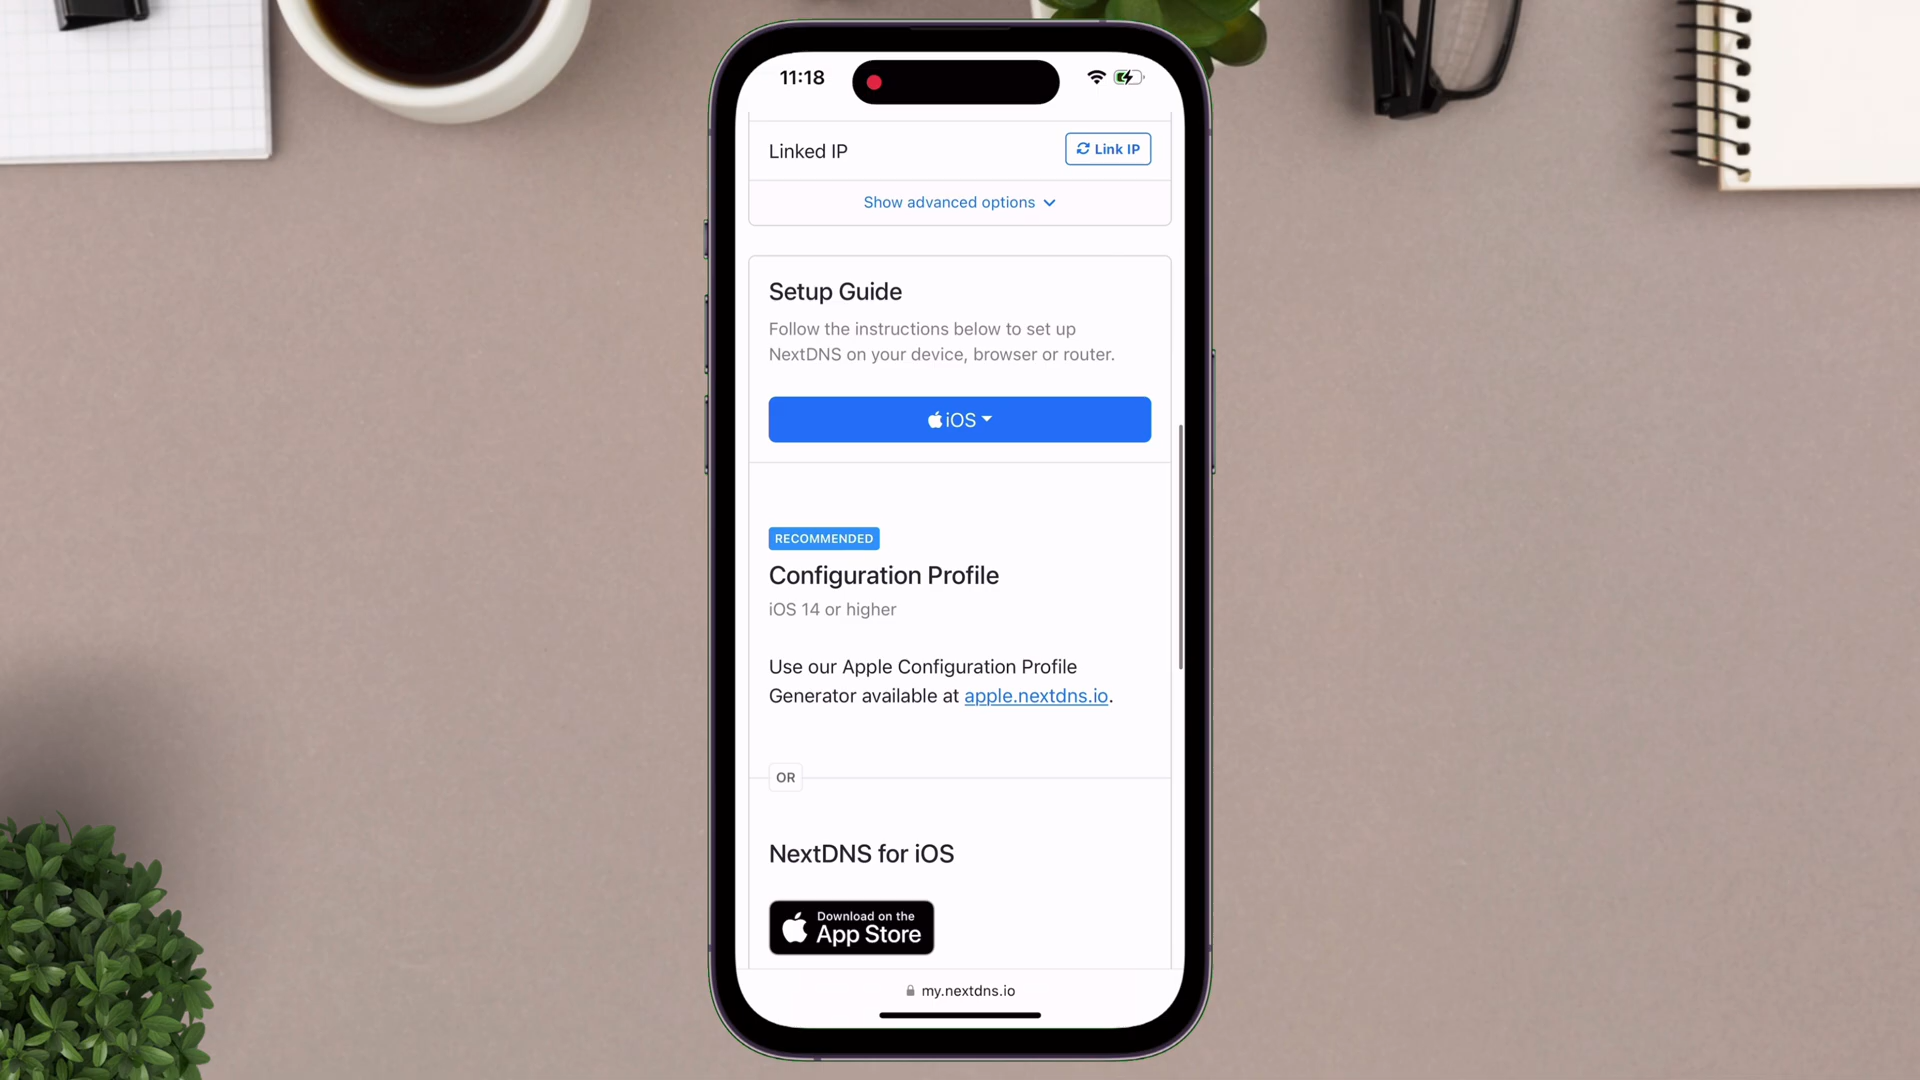 11:18
Linked IP
Link IP
Show advanced options
Setup Guide
Follow the instructions below to set up
NextDNS on your device, browser or router.
iOS
RECOMMENDED
Configuration Profile
iOS 14 or higher
Use our Apple Configuration Profile
Generator available at apple.nextdns.io.
OR
NextDNS for iOS
Download on the
App Store
my.nextdns.io